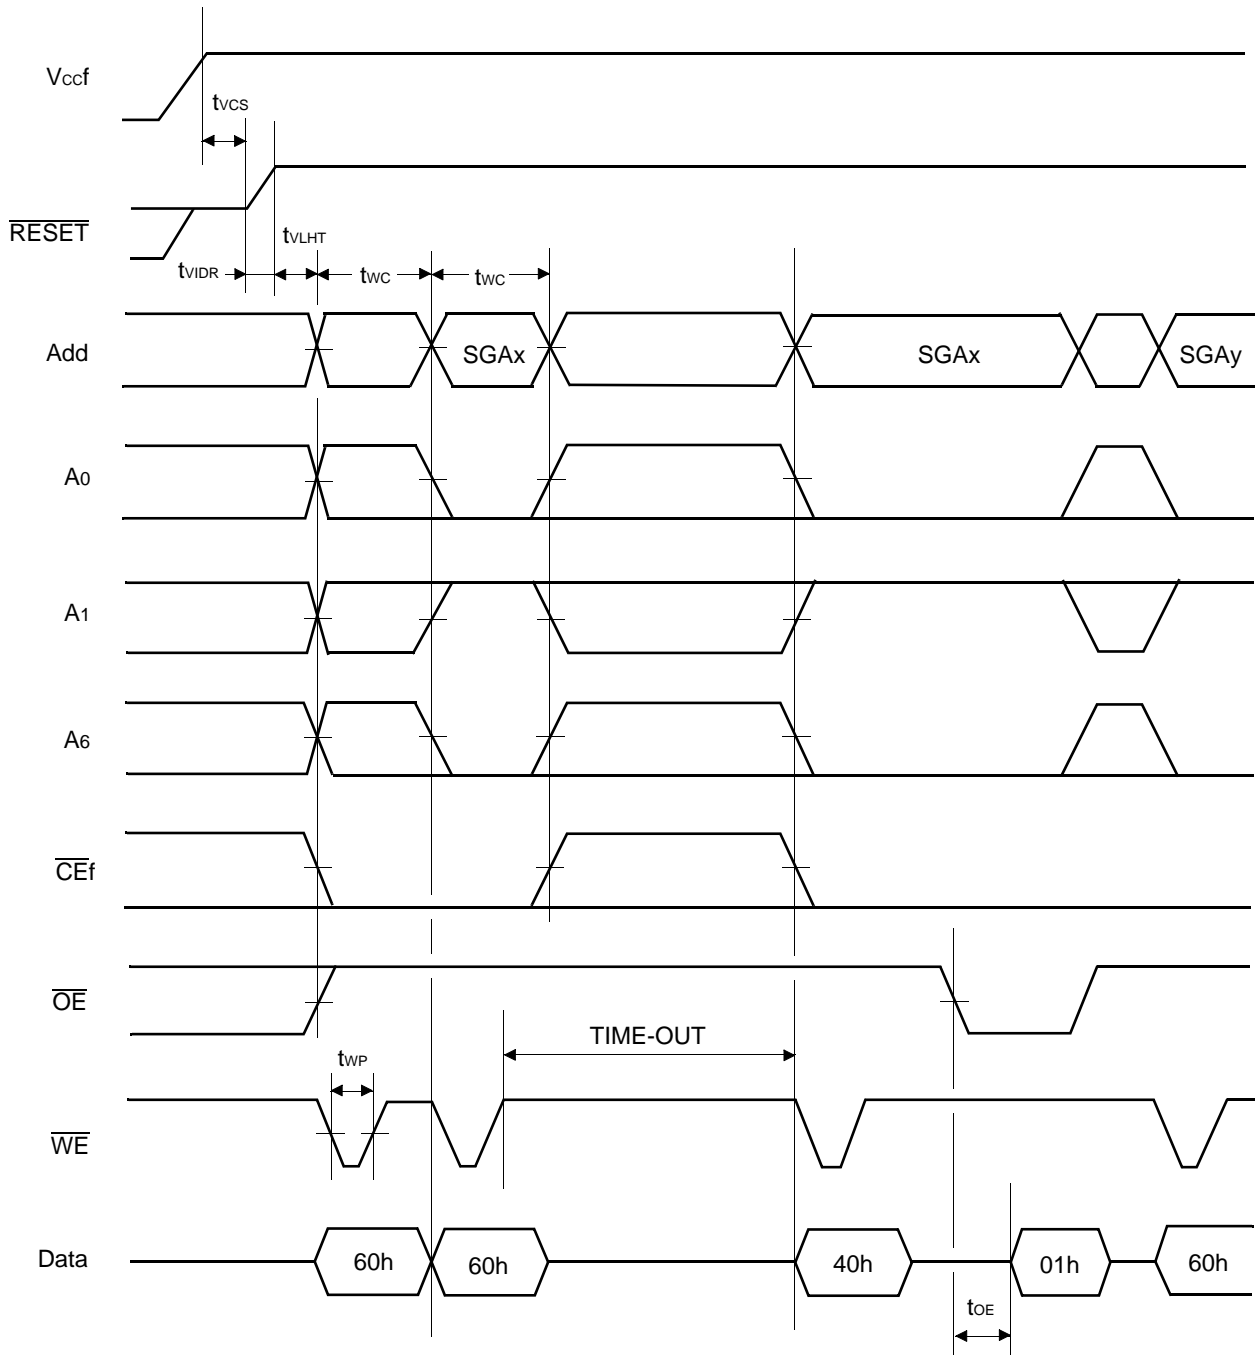 VCCf
tVCS
RESET
tVLHT
tVIDR
tWC
tWC
Add
SGAx
SGAx
SGAy
A0
A1
A6
CEf
OE
TIME-OUT
tWP
WE
Data
60h
60h
40h
01h
60h
tOE